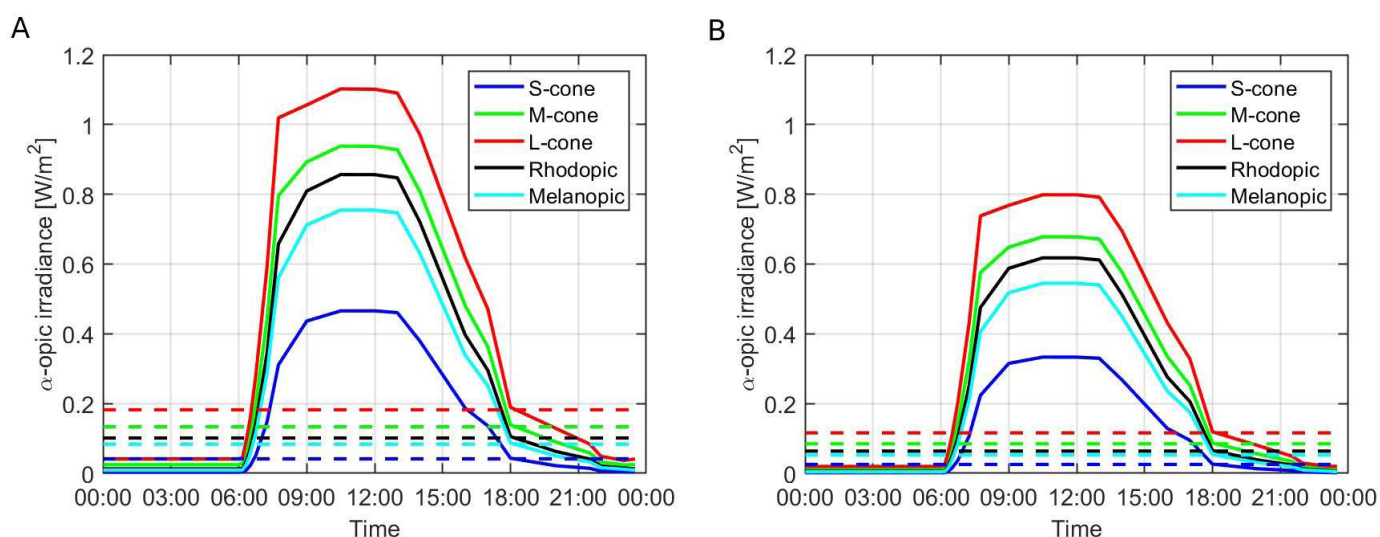 A
α-opic irradiance [W/m²]
1.2
1
0.8
0.6
0.4
0.2
0
S-cone
M-cone
L-cone
Rhodopic
Melanopic
00:00 03:00 06:00 09:00 12:00 15:00 18:00 21:00 00:00
Time
B
α-opic irradiance [W/m²]
1.2
1
0.8
0.6
0.4
0.2
0
S-cone
M-cone
L-cone
Rhodopic
Melanopic
00:00 03:00 06:00 09:00 12:00 15:00 18:00 21:00 00:00
Time